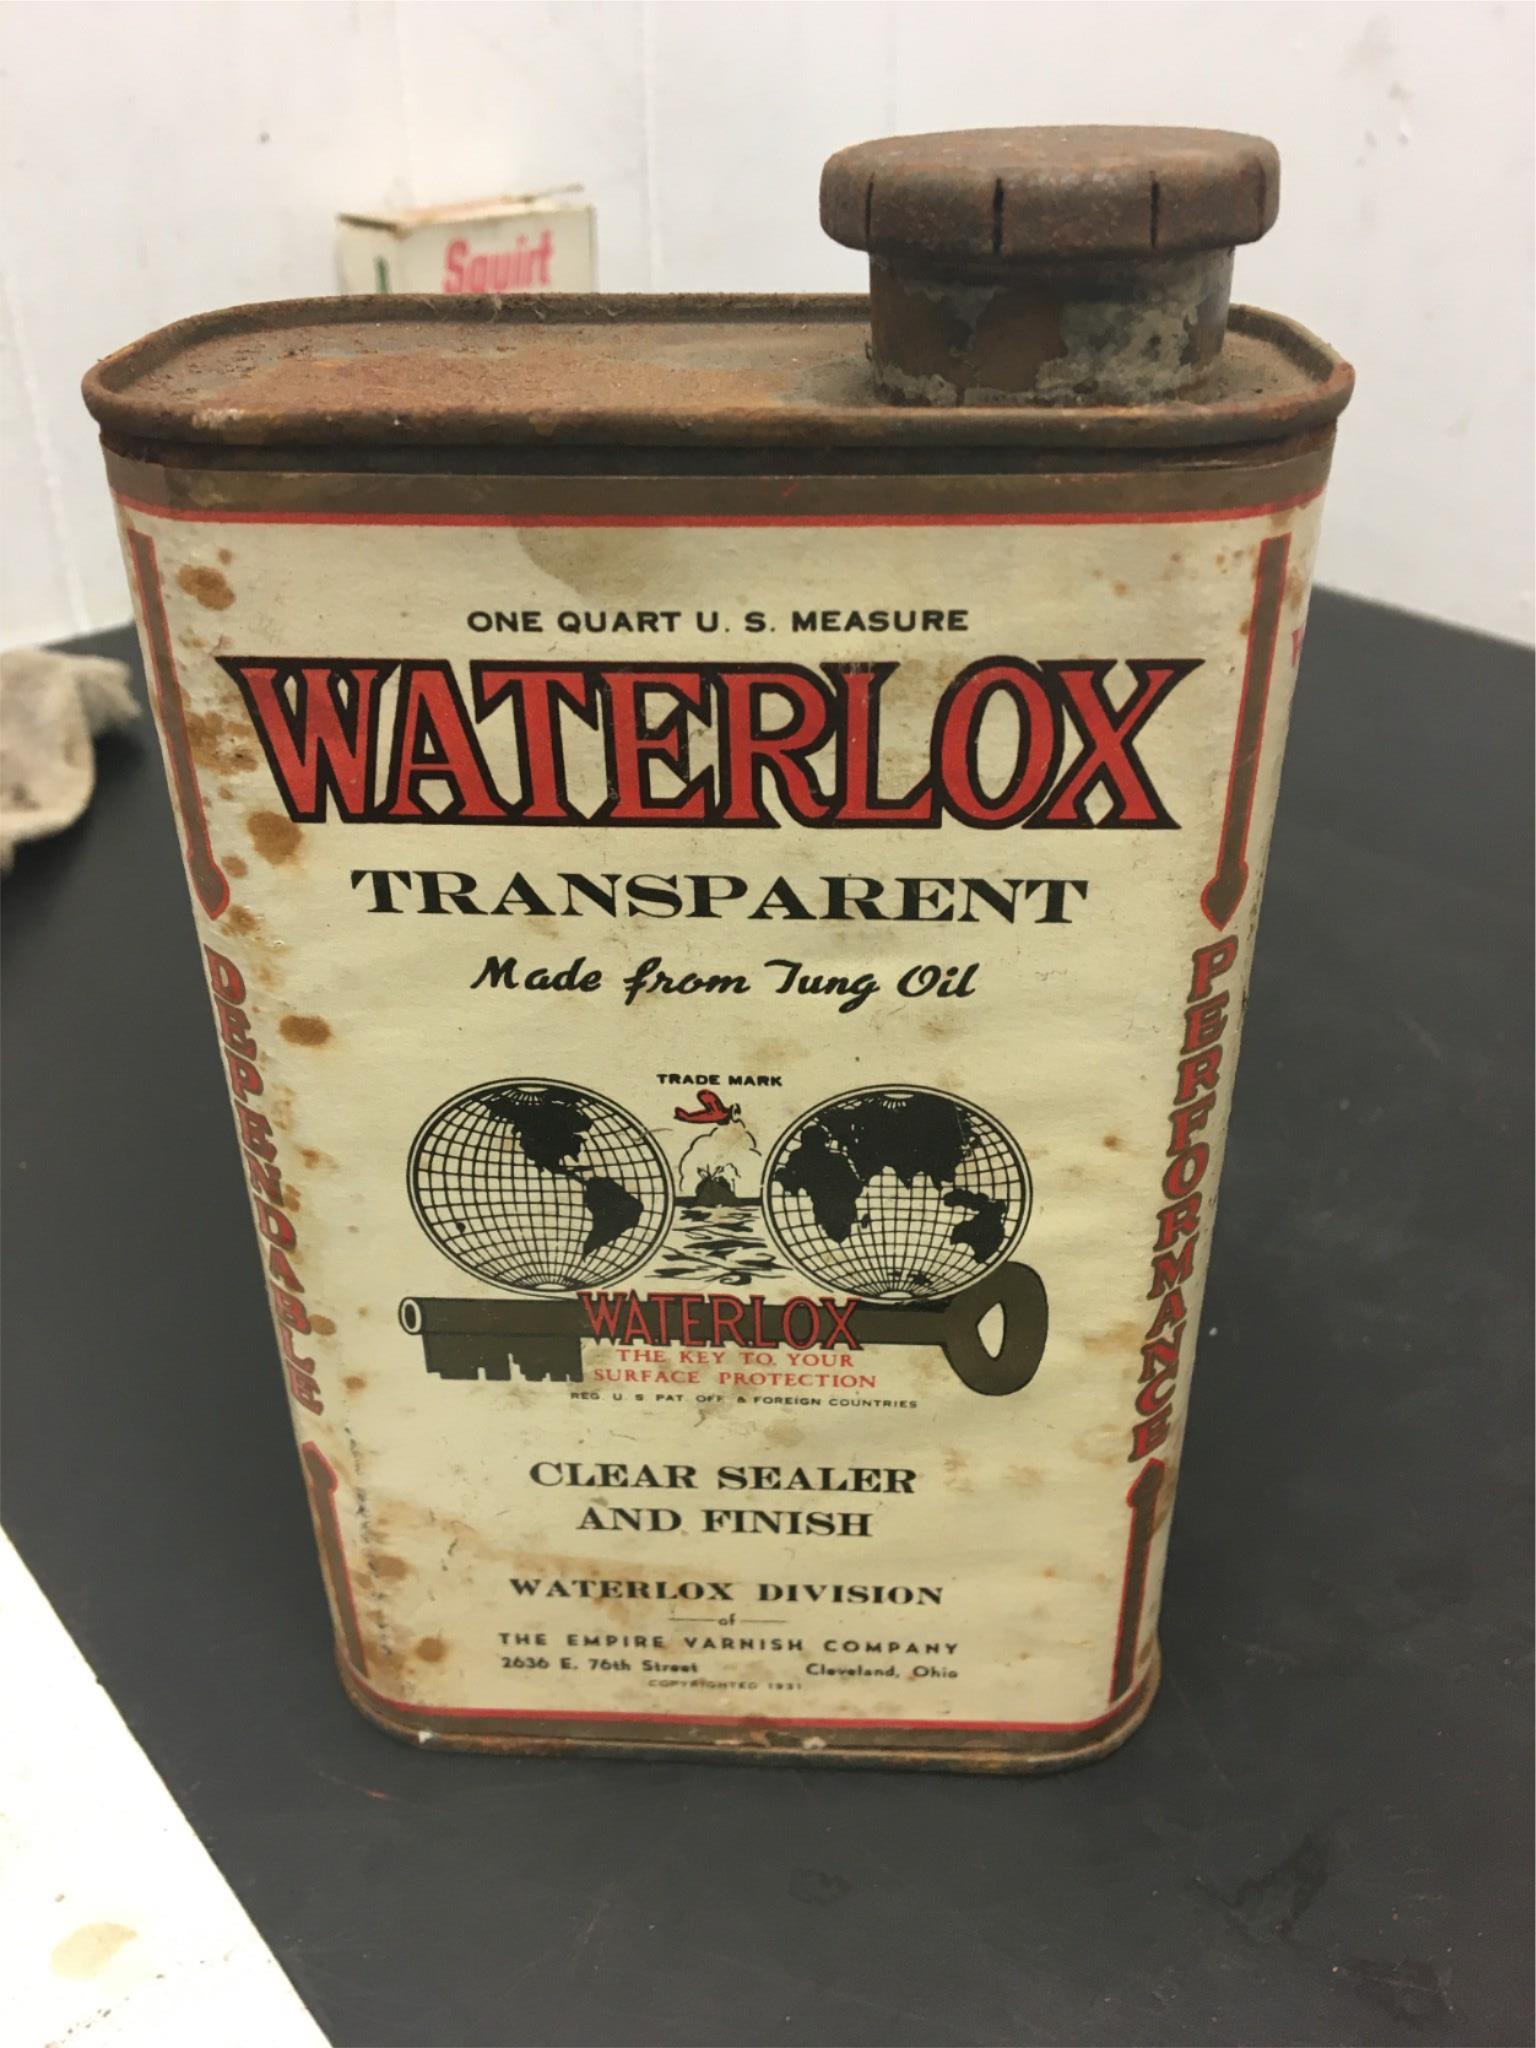 Squirt
ONE QUART U. S. MEASURE
WATERLOX
TRANSPARENT
Made from Tung Oil
DEPENDABLE
PERFORMANCE
TRADE MARK
WATERLOX
THE KEY TO YOUR
SURFACE PROTECTION
REG. U. S. PAT. OFF. & FOREIGN COUNTRIES
CLEAR SEALER
AND FINISH
WATERLOX DIVISION
of
THE EMPIRE VARNISH COMPANY
2636 E. 76th Street Cleveland, Ohio
COPYRIGHTED 1931